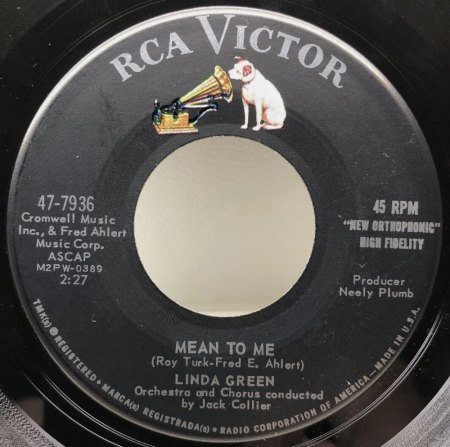 RCA VICTOR
47-7936
Cromwell Music
Inc., & Fred Ahlert
Music Corp.
ASCAP
M2PW-0389
2:27
45 RPM
"NEW ORTHOPHONIC"
HIGH FIDELITY
Producer
Neely Plumb
MEAN TO ME
(Roy Turk-Fred E. Ahlert)
LINDA GREEN
Orchestra and Chorus conducted
by Jack Collier
TMK(s) ® REGISTERED • MARCA(s) REGISTRADA(s) • RADIO CORPORATION OF AMERICA—MADE IN U.S.A.